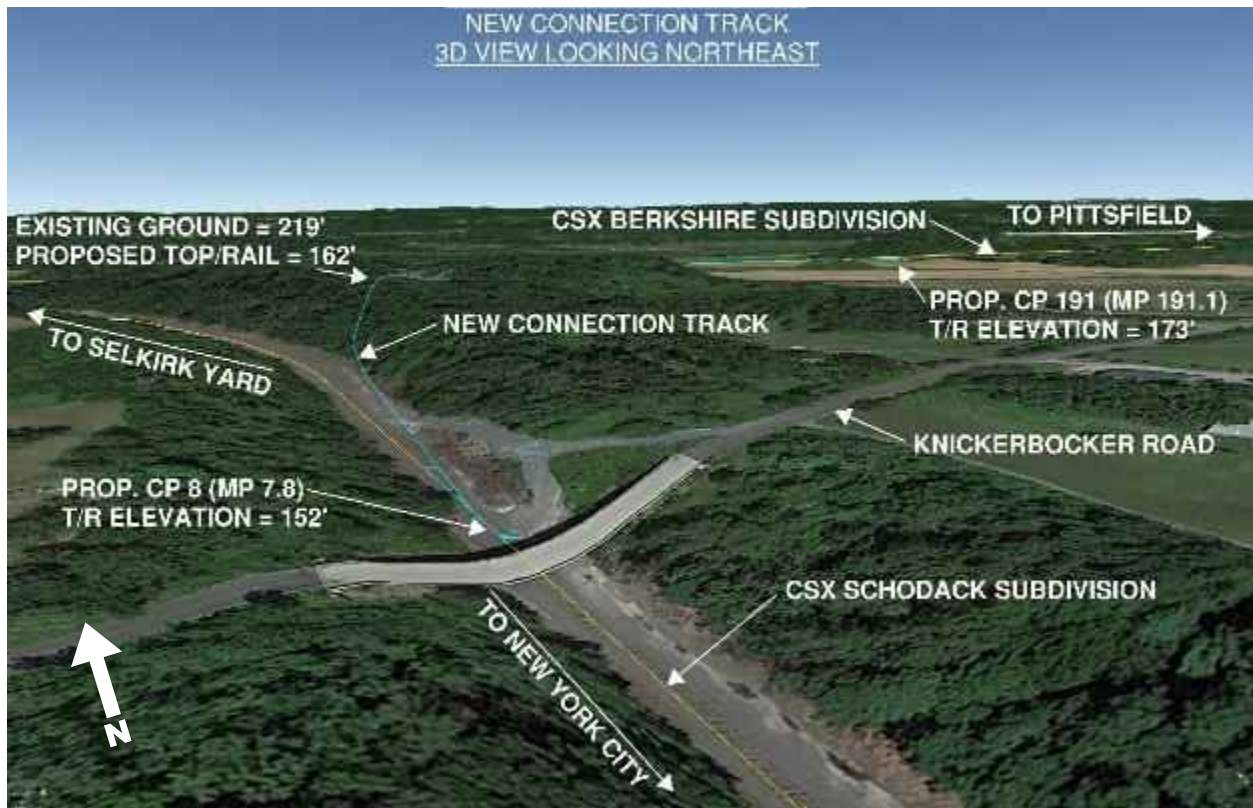 NEW CONNECTION TRACK
3D VIEW LOOKING NORTHEAST
EXISTING GROUND = 219'
PROPOSED TOP/RAIL = 162'
CSX BERKSHIRE SUBDIVISION
TO PITTSFIELD
PROP. CP 191 (MP 191.1)
T/R ELEVATION = 173'
NEW CONNECTION TRACK
TO SELKIRK YARD
KNICKERBOCKER ROAD
PROP. CP 8 (MP 7.8)
T/R ELEVATION = 152'
CSX SCHODACK SUBDIVISION
TO NEW YORK CITY
N